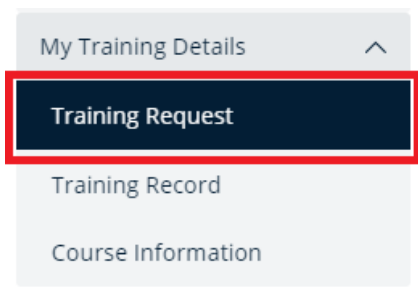 My Training Details
Training Request
Training Record
Course Information